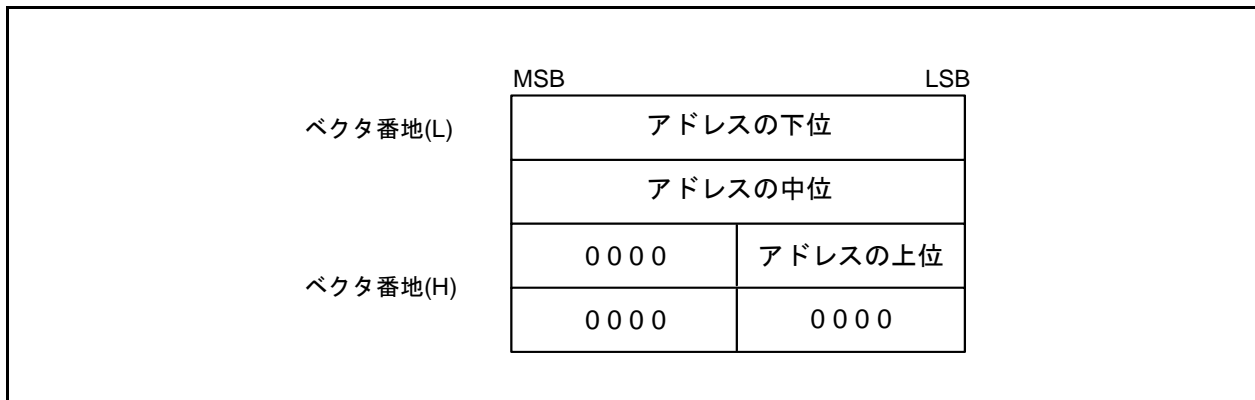 MSB LSB
ベクタ番地(L) アドレスの下位
アドレスの中位
0000 アドレスの上位
ベクタ番地(H)
0000 0000